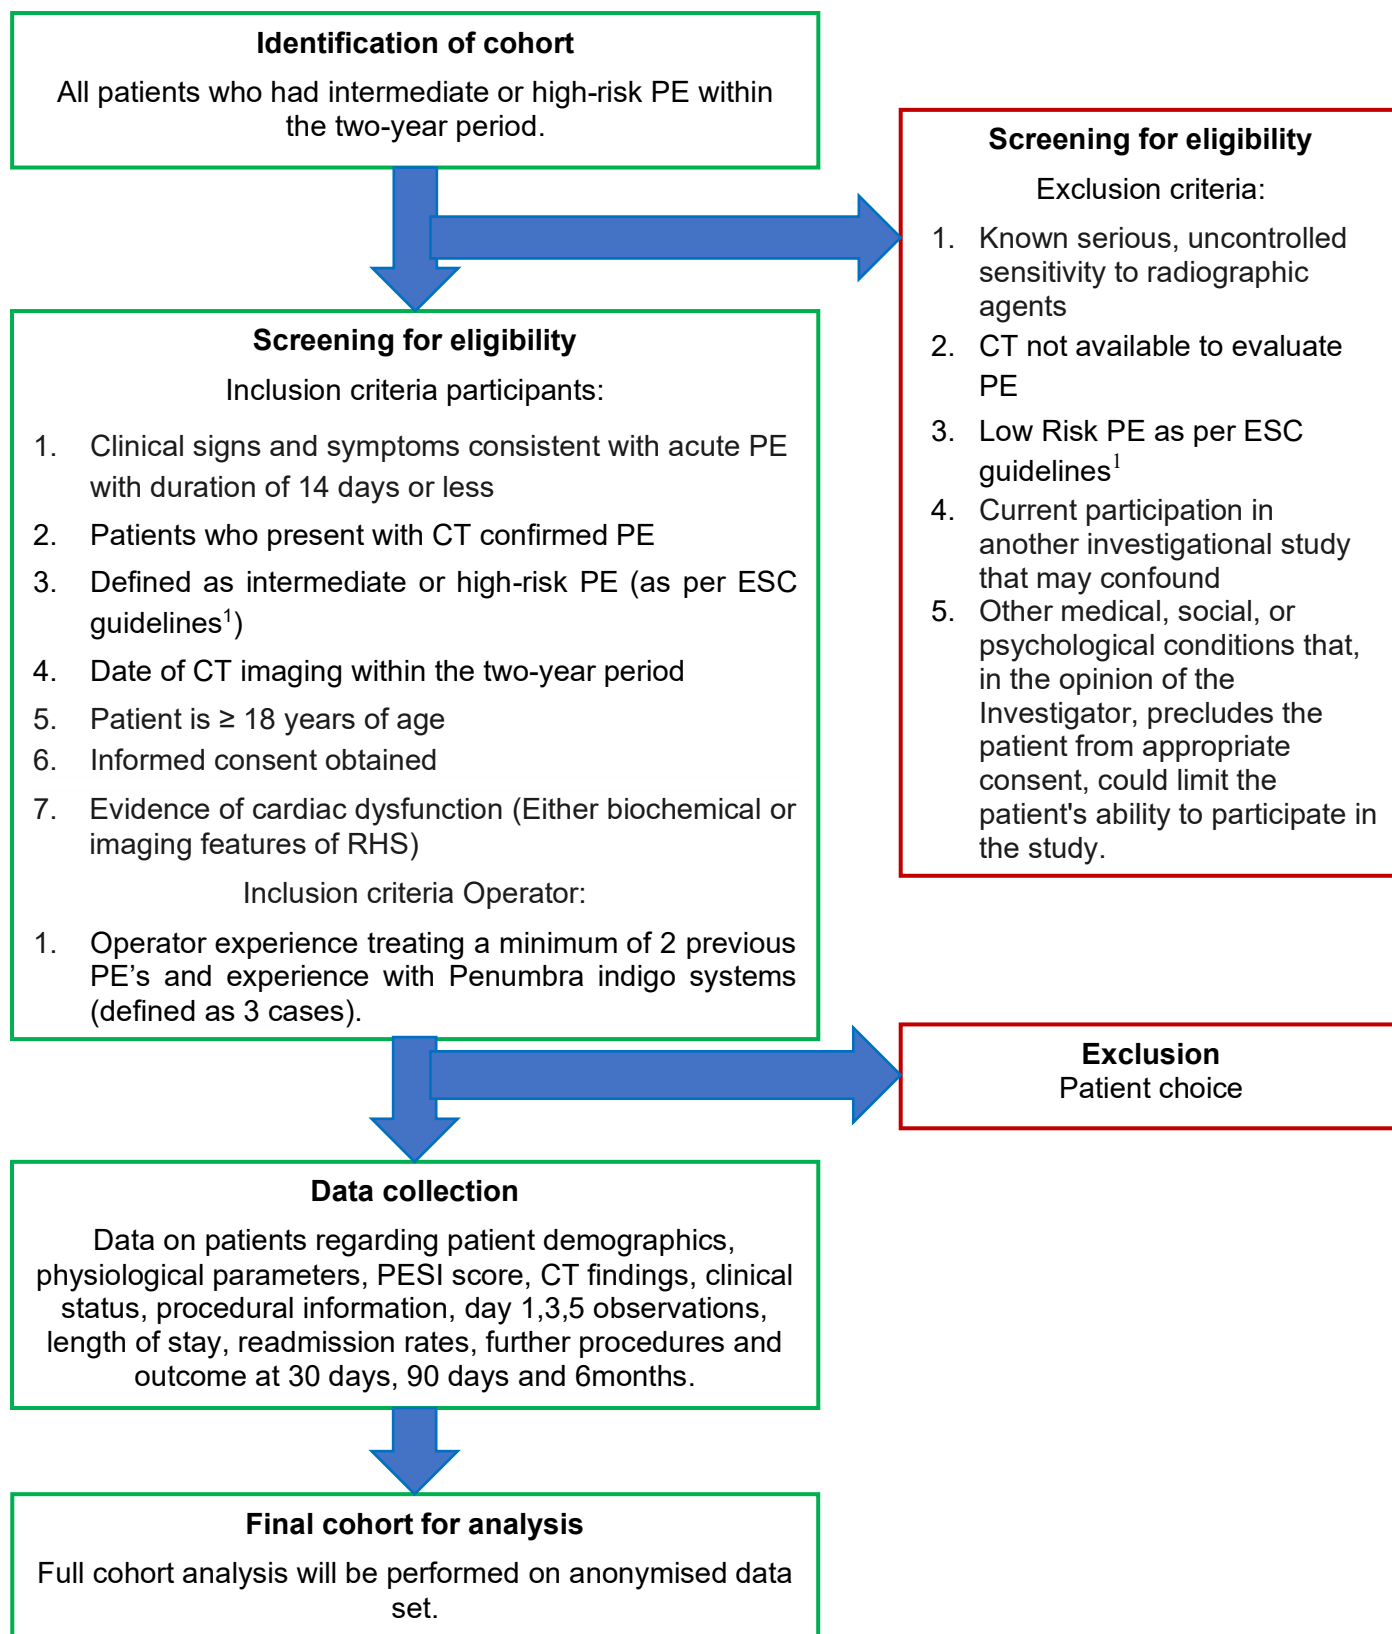 Identification of cohort
All patients who had intermediate or high-risk PE within
the two-year period.
Screening for eligibility
Exclusion criteria:
1. Known serious, uncontrolled
sensitivity to radiographic
agents
2. CT not available to evaluate
PE
3. Low Risk PE as per ESC
guidelines¹
4. Current participation in
another investigational study
that may confound
5. Other medical, social, or
psychological conditions that,
in the opinion of the
Investigator, precludes the
patient from appropriate
consent, could limit the
patient's ability to participate in
the study.
Screening for eligibility
Inclusion criteria participants:
1. Clinical signs and symptoms consistent with acute PE
with duration of 14 days or less
2. Patients who present with CT confirmed PE
3. Defined as intermediate or high-risk PE (as per ESC
guidelines¹)
4. Date of CT imaging within the two-year period
5. Patient is ≥ 18 years of age
6. Informed consent obtained
7. Evidence of cardiac dysfunction (Either biochemical or
imaging features of RHS)
Inclusion criteria Operator:
1. Operator experience treating a minimum of 2 previous
PE’s and experience with Penumbra indigo systems
(defined as 3 cases).
Exclusion
Patient choice
Data collection
Data on patients regarding patient demographics,
physiological parameters, PESI score, CT findings, clinical
status, procedural information, day 1,3,5 observations,
length of stay, readmission rates, further procedures and
outcome at 30 days, 90 days and 6months.
Final cohort for analysis
Full cohort analysis will be performed on anonymised data
set.